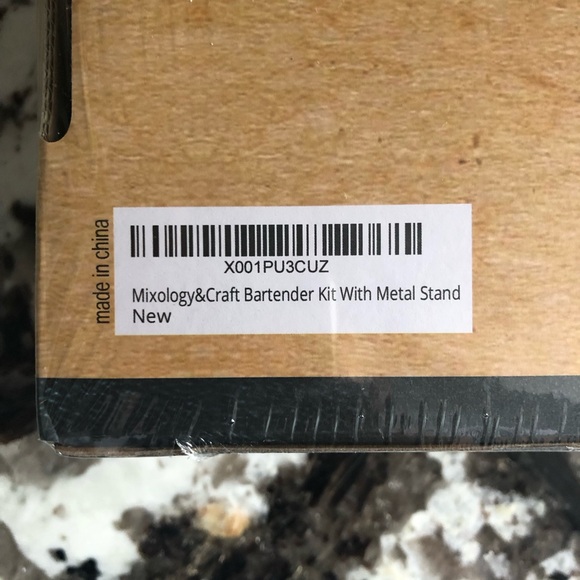 made in china
X001PU3CUZ
Mixology&Craft Bartender Kit With Metal Stand
New